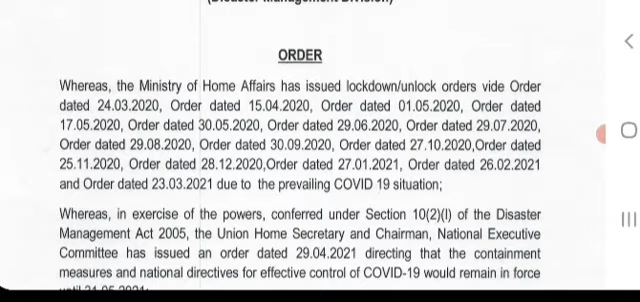 ORDER
Whereas, the Ministry of Home Affairs has issued lockdown/unlock orders vide Order
dated 24.03.2020, Order dated 15.04.2020, Order dated 01.05.2020, Order dated
17.05.2020, Order dated 30.05.2020, Order dated 29.06.2020, Order dated 29.07.2020,
Order dated 29.08.2020, Order dated 30.09.2020, Order dated 27.10.2020,Order dated
25.11.2020, Order dated 28.12.2020,Order dated 27.01.2021, Order dated 26.02.2021
and Order dated 23.03.2021 due to the prevailing COVID 19 situation;
Whereas, in exercise of the powers, conferred under Section 10(2)(l) of the Disaster
Management Act 2005, the Union Home Secretary and Chairman, National Executive
Committee has issued an order dated 29.04.2021 directing that the containment
measures and national directives for effective control of COVID-19 would remain in force